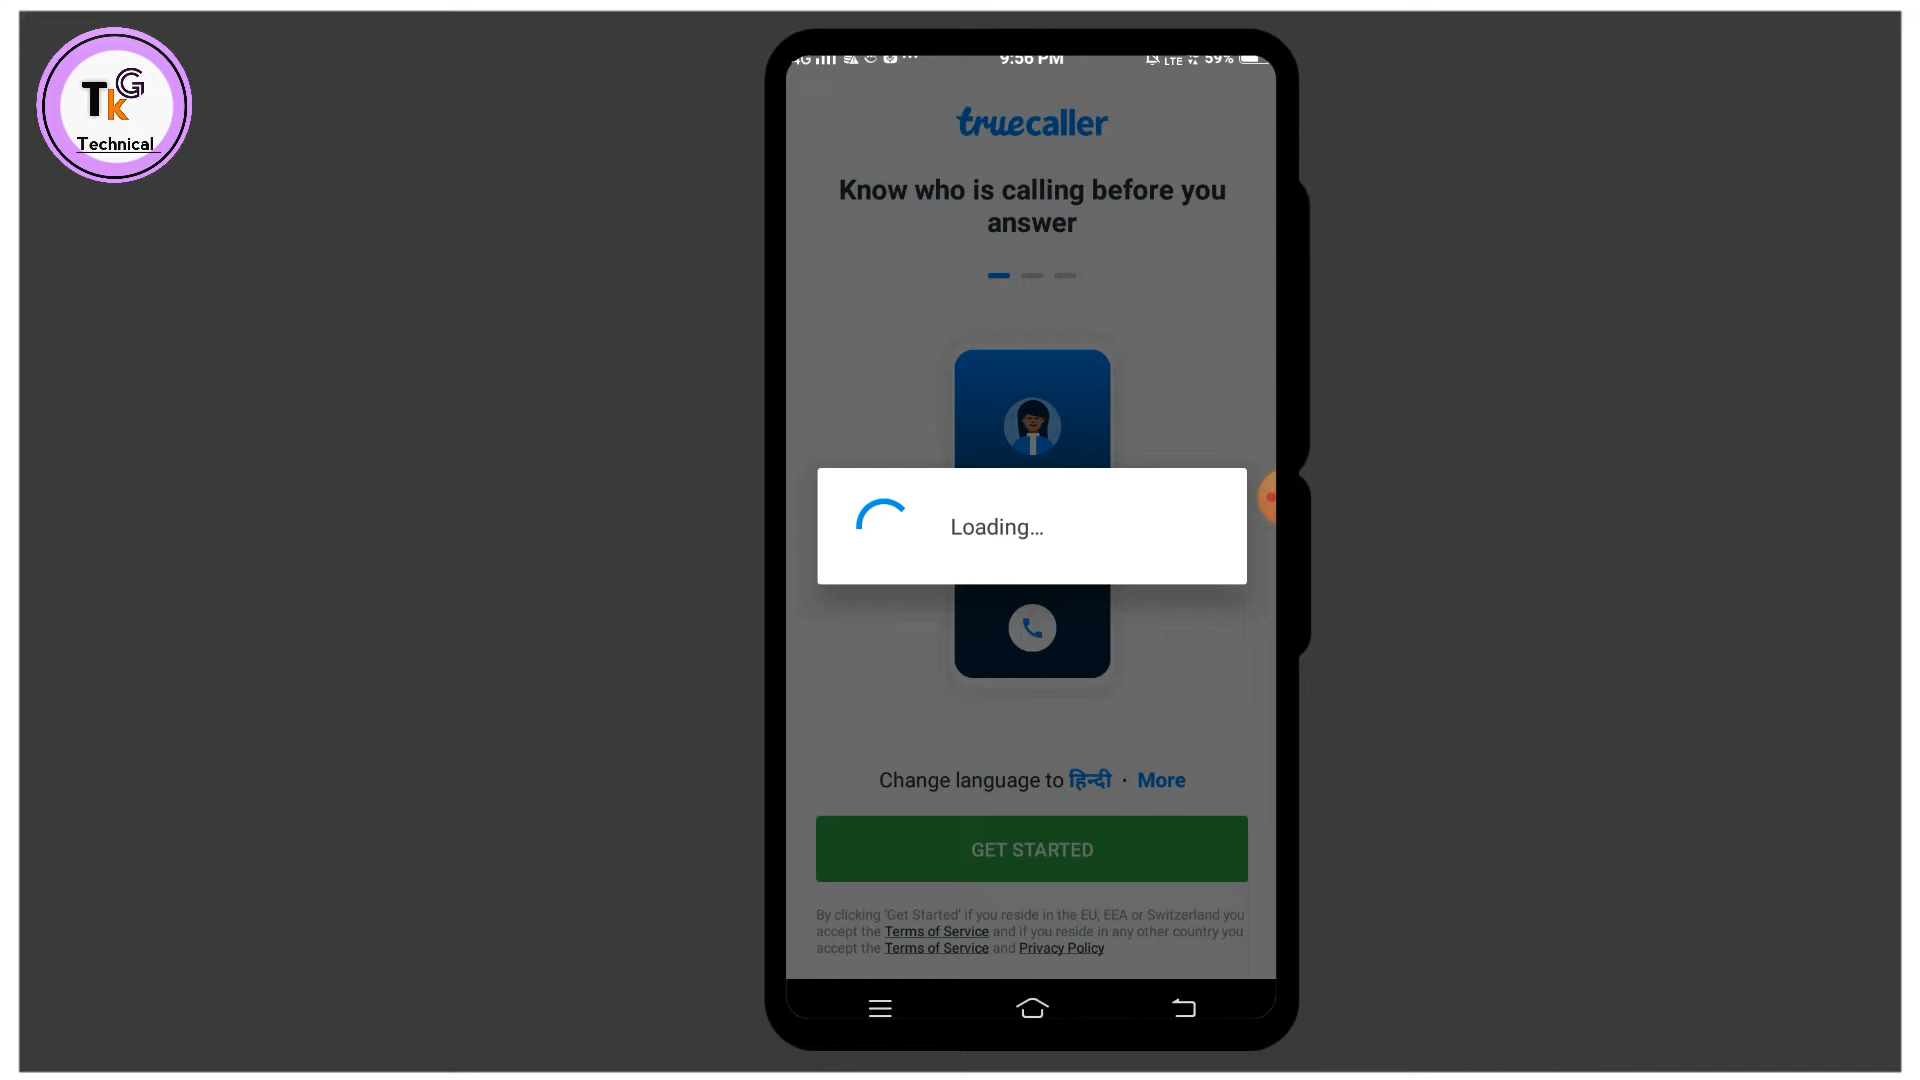 TkG
Technical
4G
9:56 PM
LTE 59%
truecaller
Know who is calling before you
answer
Loading...
Change language to हिन्दी · More
GET STARTED
By clicking 'Get Started' if you reside in the EU, EEA or Switzerland you
accept the Terms of Service and if you reside in any other country you
accept the Terms of Service and Privacy Policy